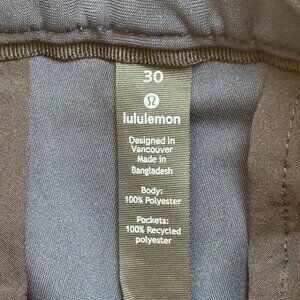 30
lululemon
Designed in
Vancouver
Made in
Bangladesh
Body:
100% Polyester
Pockets:
100% Recycled
polyester